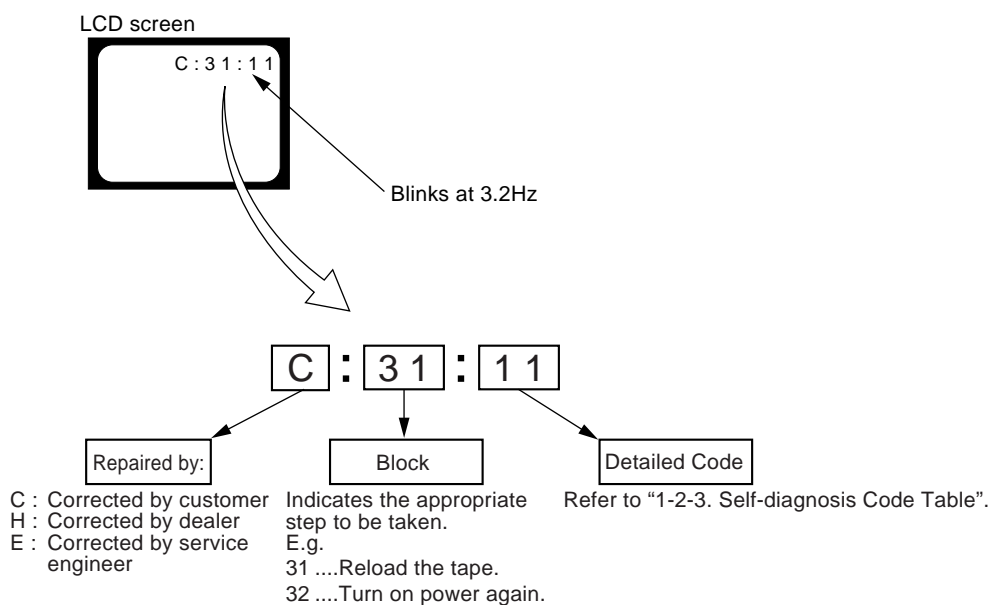 LCD screen
C : 3 1 : 1 1
Blinks at 3.2Hz
C : 3 1 : 1 1
Repaired by:
C : Corrected by customer
H : Corrected by dealer
E : Corrected by service
engineer
Block
Indicates the appropriate
step to be taken.
E.g.
31 ....Reload the tape.
32 ....Turn on power again.
Detailed Code
Refer to “1-2-3. Self-diagnosis Code Table”.